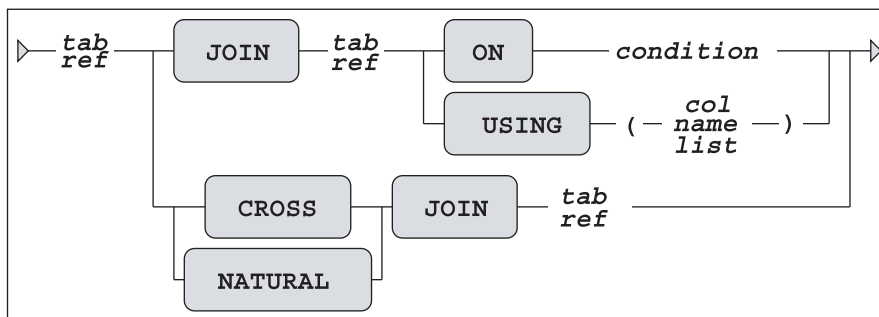 tab
ref
JOIN
tab
ref
ON
condition
USING
(
col
name
list
)
CROSS
JOIN
tab
ref
NATURAL